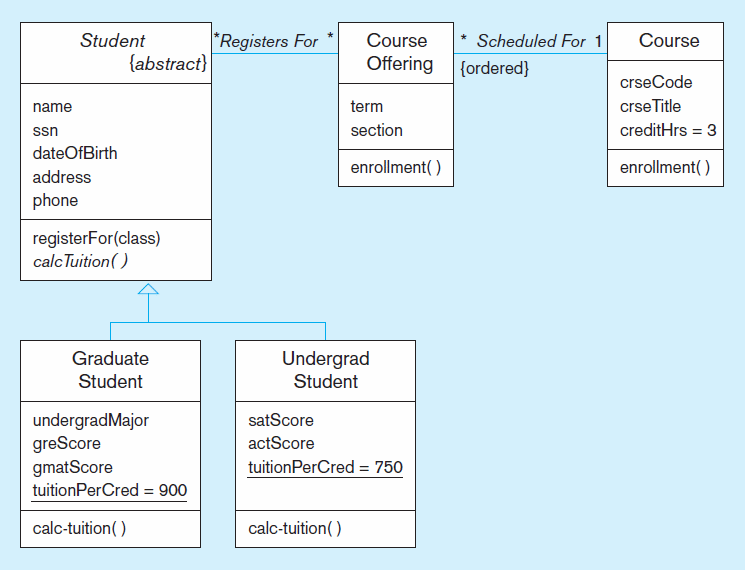 Student
{abstract}
name
ssn
dateOfBirth
address
phone
registerFor(class)
calcTuition( )
*Registers For *
Course
Offering
term
section
enrollment( )
* Scheduled For 1
{ordered}
Course
crseCode
crseTitle
creditHrs = 3
enrollment( )
Graduate
Student
undergradMajor
greScore
gmatScore
tuitionPerCred = 900
calc-tuition( )
Undergrad
Student
satScore
actScore
tuitionPerCred = 750
calc-tuition( )